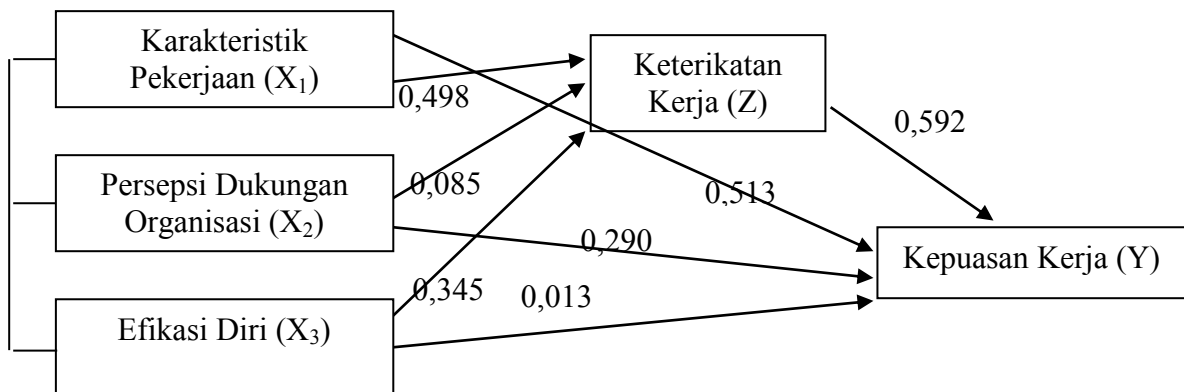 Karakteristik
Pekerjaan (X₁)
0,498
Keterikatan
Kerja (Z)
0,592
Persepsi Dukungan
Organisasi (X₂)
0,085
0,513
0,290
Kepuasan Kerja (Y)
Efikasi Diri (X₃)
0,345
0,013